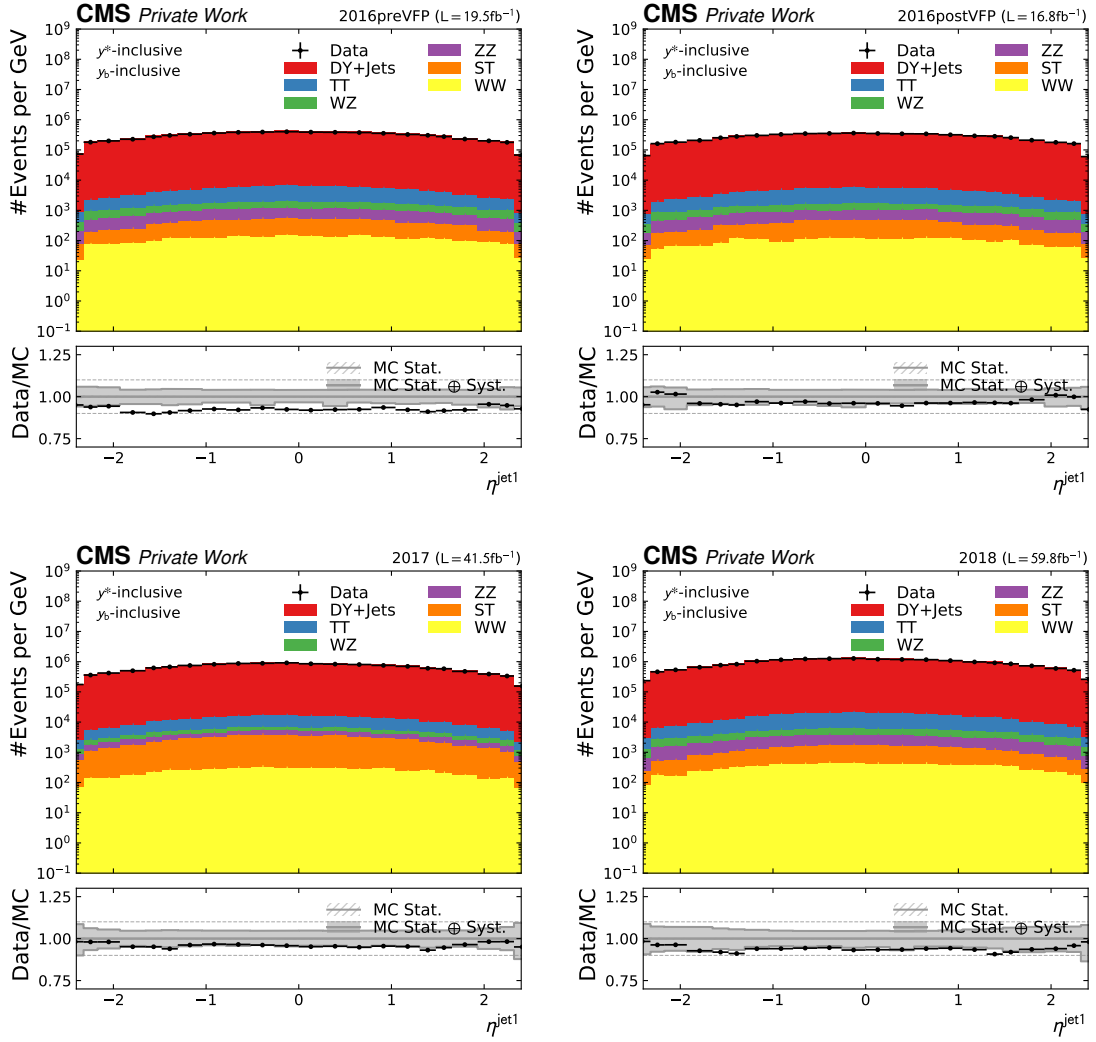 CMS Private Work 2016preVFP (L = 19.5fb⁻¹)
#Events per GeV
10⁹
10⁸
10⁷
10⁶
10⁵
10⁴
10³
10²
10¹
10⁰
10⁻¹
y*-inclusive
y_b-inclusive
Data
DY+Jets
TT
WZ
ZZ
ST
WW
Data/MC
1.25
1.00
0.75
MC Stat.
MC Stat. ⊕ Syst.
−2 −1 0 1 2
η^jet1
CMS Private Work 2016postVFP (L = 16.8fb⁻¹)
#Events per GeV
10⁹
10⁸
10⁷
10⁶
10⁵
10⁴
10³
10²
10¹
10⁰
10⁻¹
y*-inclusive
y_b-inclusive
Data
DY+Jets
TT
WZ
ZZ
ST
WW
Data/MC
1.25
1.00
0.75
MC Stat.
MC Stat. ⊕ Syst.
−2 −1 0 1 2
η^jet1
CMS Private Work 2017 (L = 41.5fb⁻¹)
#Events per GeV
10⁹
10⁸
10⁷
10⁶
10⁵
10⁴
10³
10²
10¹
10⁰
10⁻¹
y*-inclusive
y_b-inclusive
Data
DY+Jets
TT
WZ
ZZ
ST
WW
Data/MC
1.25
1.00
0.75
MC Stat.
MC Stat. ⊕ Syst.
−2 −1 0 1 2
η^jet1
CMS Private Work 2018 (L = 59.8fb⁻¹)
#Events per GeV
10⁹
10⁸
10⁷
10⁶
10⁵
10⁴
10³
10²
10¹
10⁰
10⁻¹
y*-inclusive
y_b-inclusive
Data
DY+Jets
TT
WZ
ZZ
ST
WW
Data/MC
1.25
1.00
0.75
MC Stat.
MC Stat. ⊕ Syst.
−2 −1 0 1 2
η^jet1